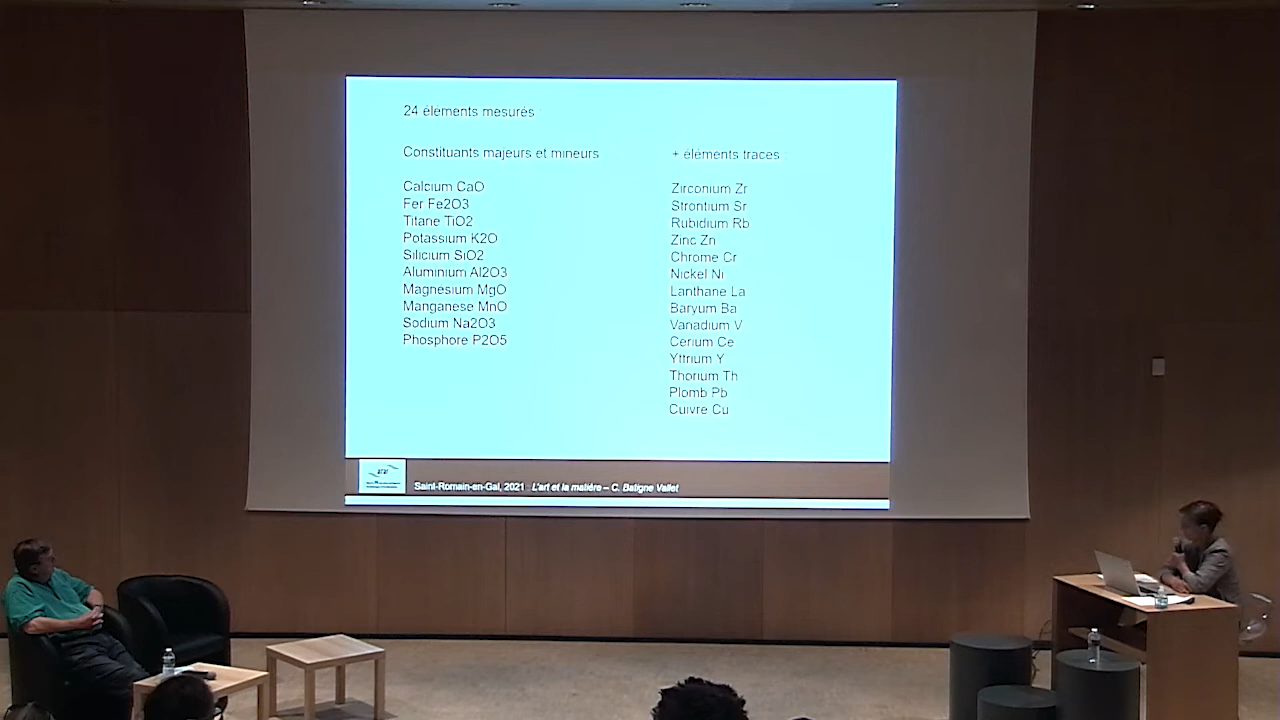 24 élements mesurés :
Constituants majeurs et mineurs
Calcium CaO
Fer Fe2O3
Titane TiO2
Potassium K2O
Silicium SiO2
Aluminium Al2O3
Magnesium MgO
Manganese MnO
Sodium Na2O3
Phosphore P2O5
+ éléments traces :
Zirconium Zr
Strontium Sr
Rubidium Rb
Zinc Zn
Chrome Cr
Nickel Ni
Lanthane La
Baryum Ba
Vanadium V
Cerium Ce
Yttrium Y
Thorium Th
Plomb Pb
Cuivre Cu
Saint-Romain-en-Gal, 2021 : L'art et la matière – C. Batigne Vallet